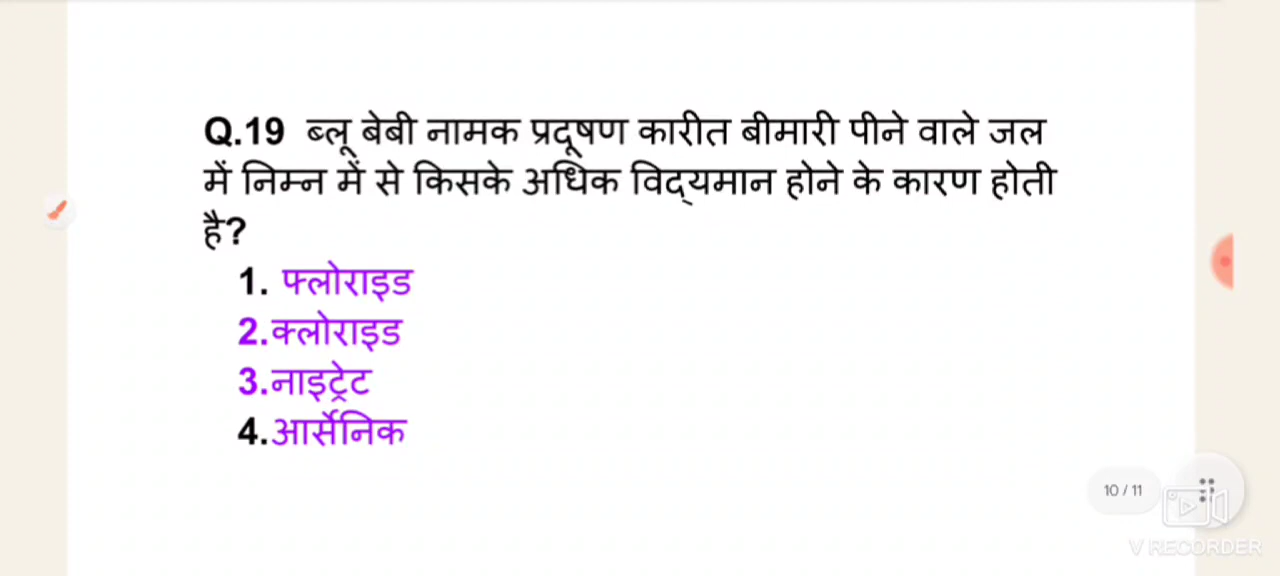 Q.19 ब्लू बेबी नामक प्रदूषण कारीत बीमारी पीने वाले जल
में निम्न में से किसके अधिक विद्यमान होने के कारण होती
है?
1. फ्लोराइड
2.क्लोराइड
3.नाइट्रेट
4.आर्सेनिक
10 / 11
V RECORDER